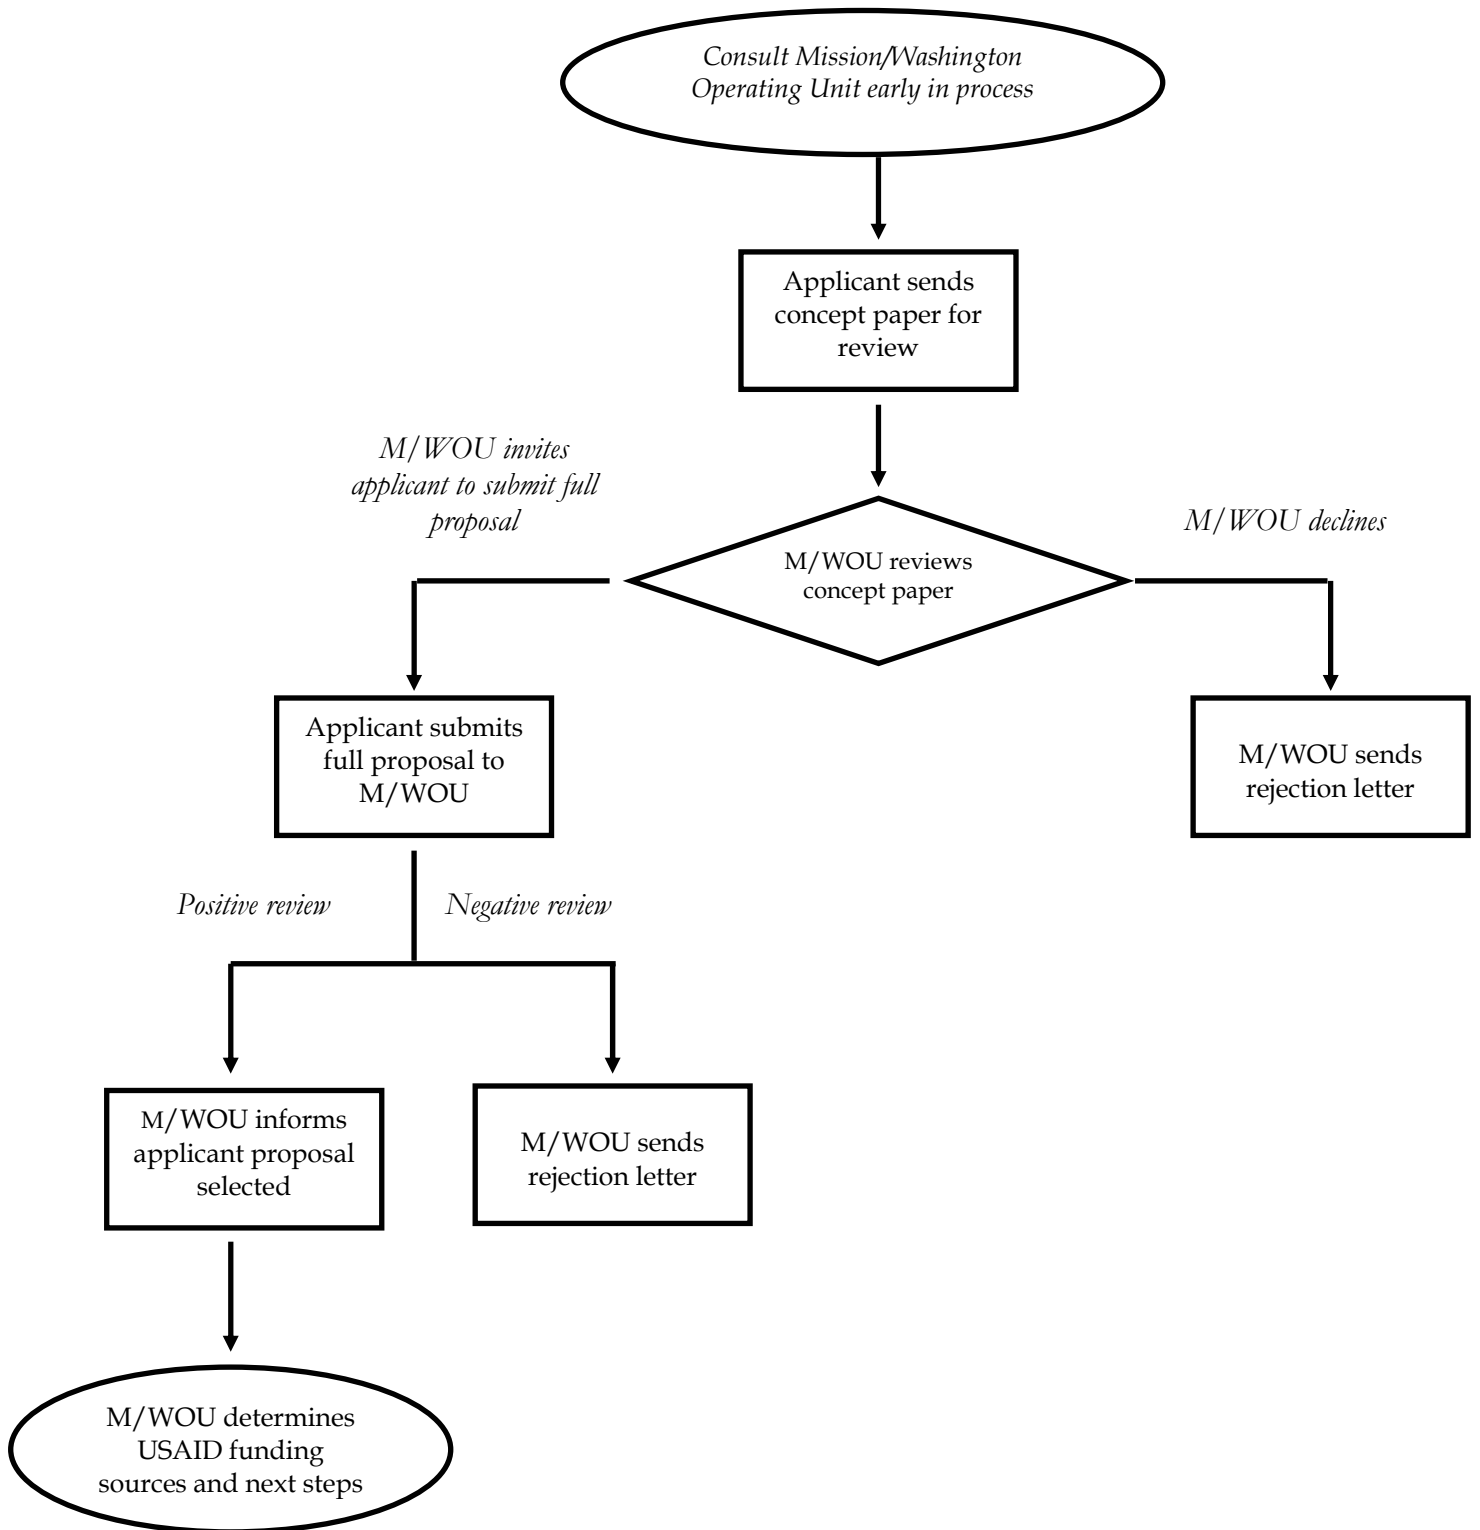 Consult Mission/Washington
Operating Unit early in process
Applicant sends
concept paper for
review
M/WOU invites
applicant to submit full
proposal
M/WOU declines
M/WOU reviews
concept paper
Applicant submits
full proposal to
M/WOU
M/WOU sends
rejection letter
Positive review
Negative review
M/WOU informs
applicant proposal
selected
M/WOU sends
rejection letter
M/WOU determines
USAID funding
sources and next steps